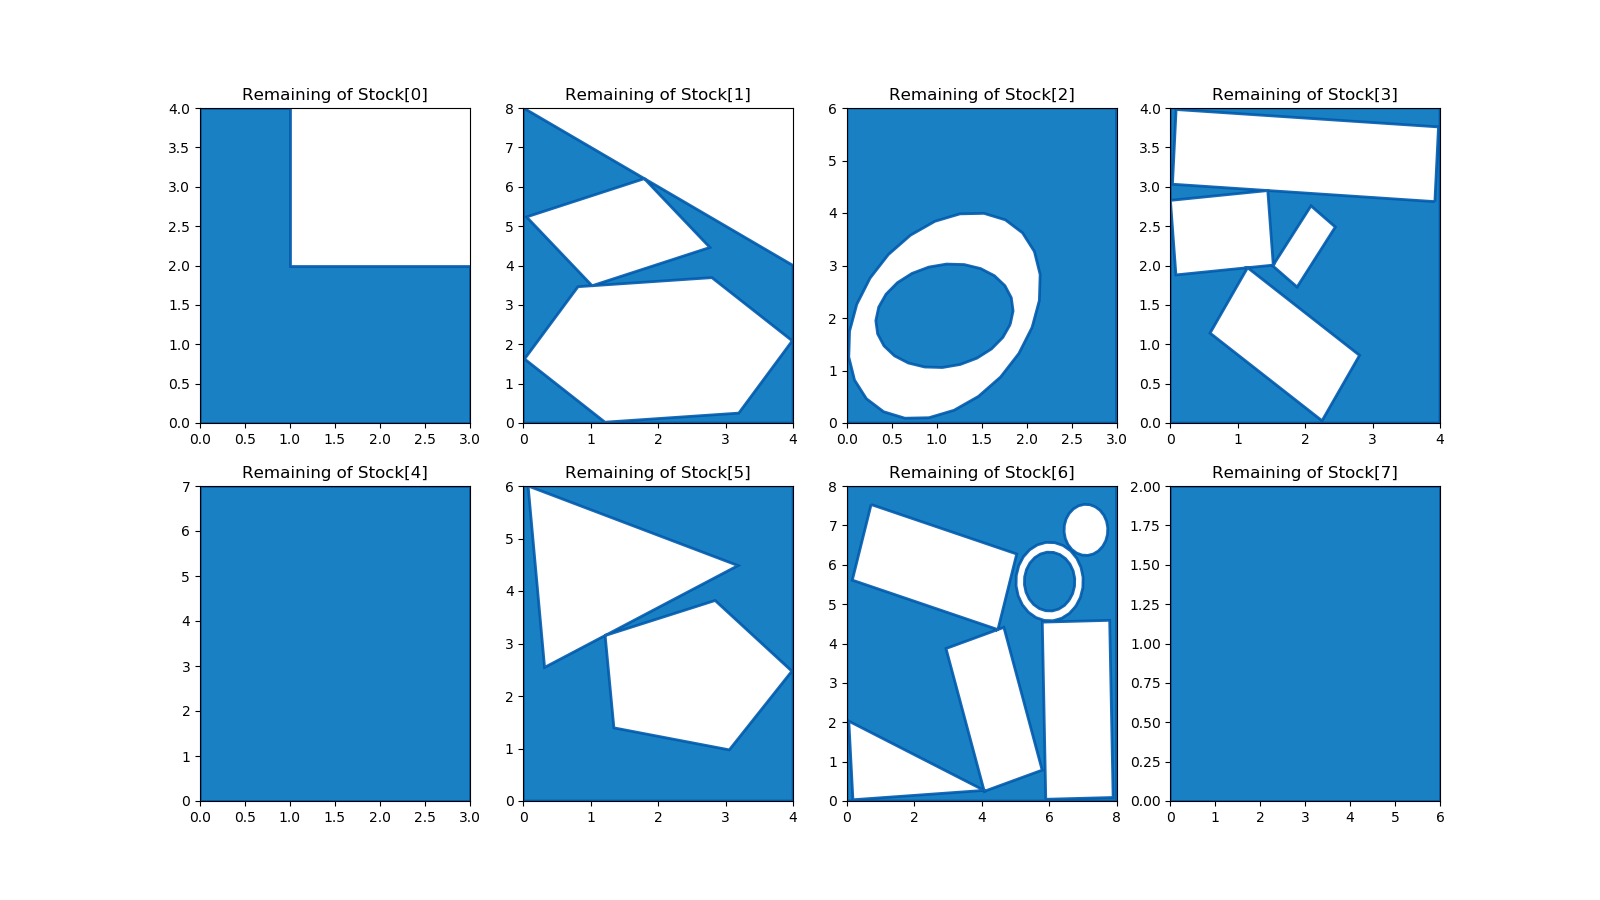 Remaining of Stock[0] Remaining of Stock[1] Remaining of Stock[2] Remaining of Stock[3]
4.0 3.5 3.0 2.5 2.0 1.5 1.0 0.5 0.0
0.0 0.5 1.0 1.5 2.0 2.5 3.0
8 7 6 5 4 3 2 1 0
0 1 2 3 4
6 5 4 3 2 1 0
0.0 0.5 1.0 1.5 2.0 2.5 3.0
4.0 3.5 3.0 2.5 2.0 1.5 1.0 0.5 0.0
0 1 2 3 4
Remaining of Stock[4] Remaining of Stock[5] Remaining of Stock[6] Remaining of Stock[7]
7 6 5 4 3 2 1 0
0.0 0.5 1.0 1.5 2.0 2.5 3.0
6 5 4 3 2 1 0
0 1 2 3 4
8 7 6 5 4 3 2 1 0
0 2 4 6 8
2.00 1.75 1.50 1.25 1.00 0.75 0.50 0.25 0.00
0 1 2 3 4 5 6